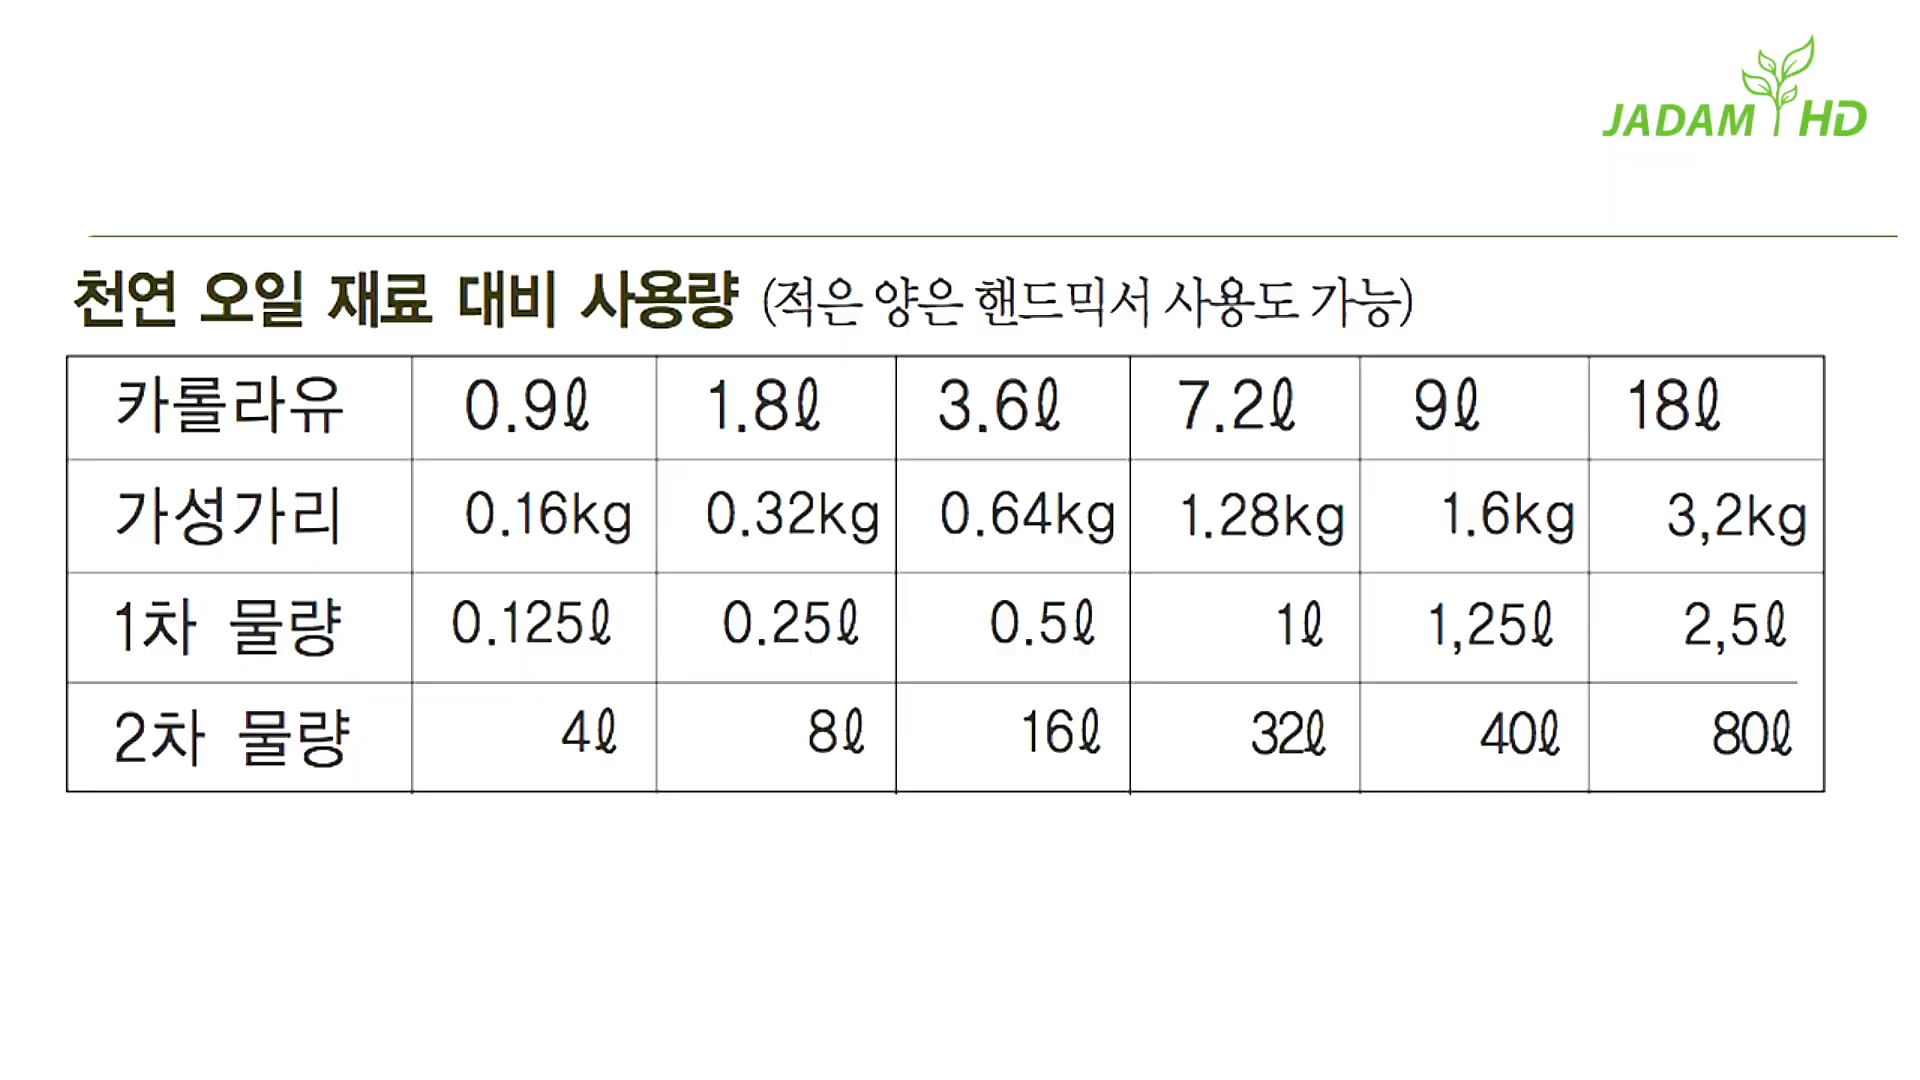 JADAM HD
천연 오일 재료 대비 사용량 (적은 양은 핸드믹서 사용도 가능)
카롤라유 0.9ℓ 1.8ℓ 3.6ℓ 7.2ℓ 9ℓ 18ℓ
가성가리 0.16kg 0.32kg 0.64kg 1.28kg 1.6kg 3,2kg
1차 물량 0.125ℓ 0.25ℓ 0.5ℓ 1ℓ 1,25ℓ 2,5ℓ
2차 물량 4ℓ 8ℓ 16ℓ 32ℓ 40ℓ 80ℓ